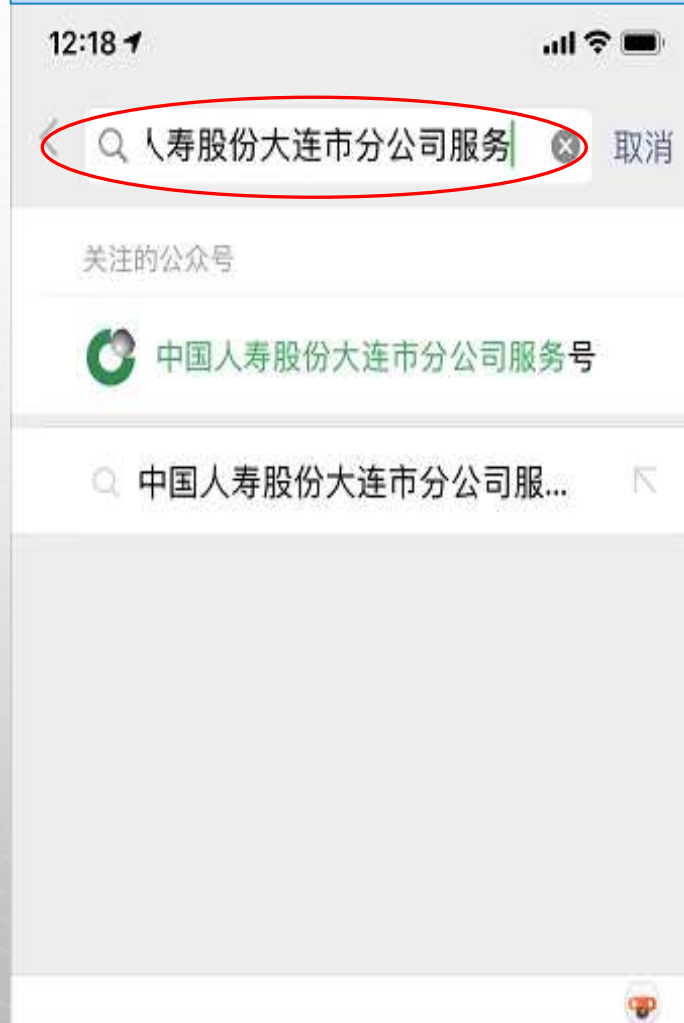 12:18
寿股份大连市分公司服务
取消
关注的公众号
中国人寿股份大连市分公司服务号
中国人寿股份大连市分公司服...